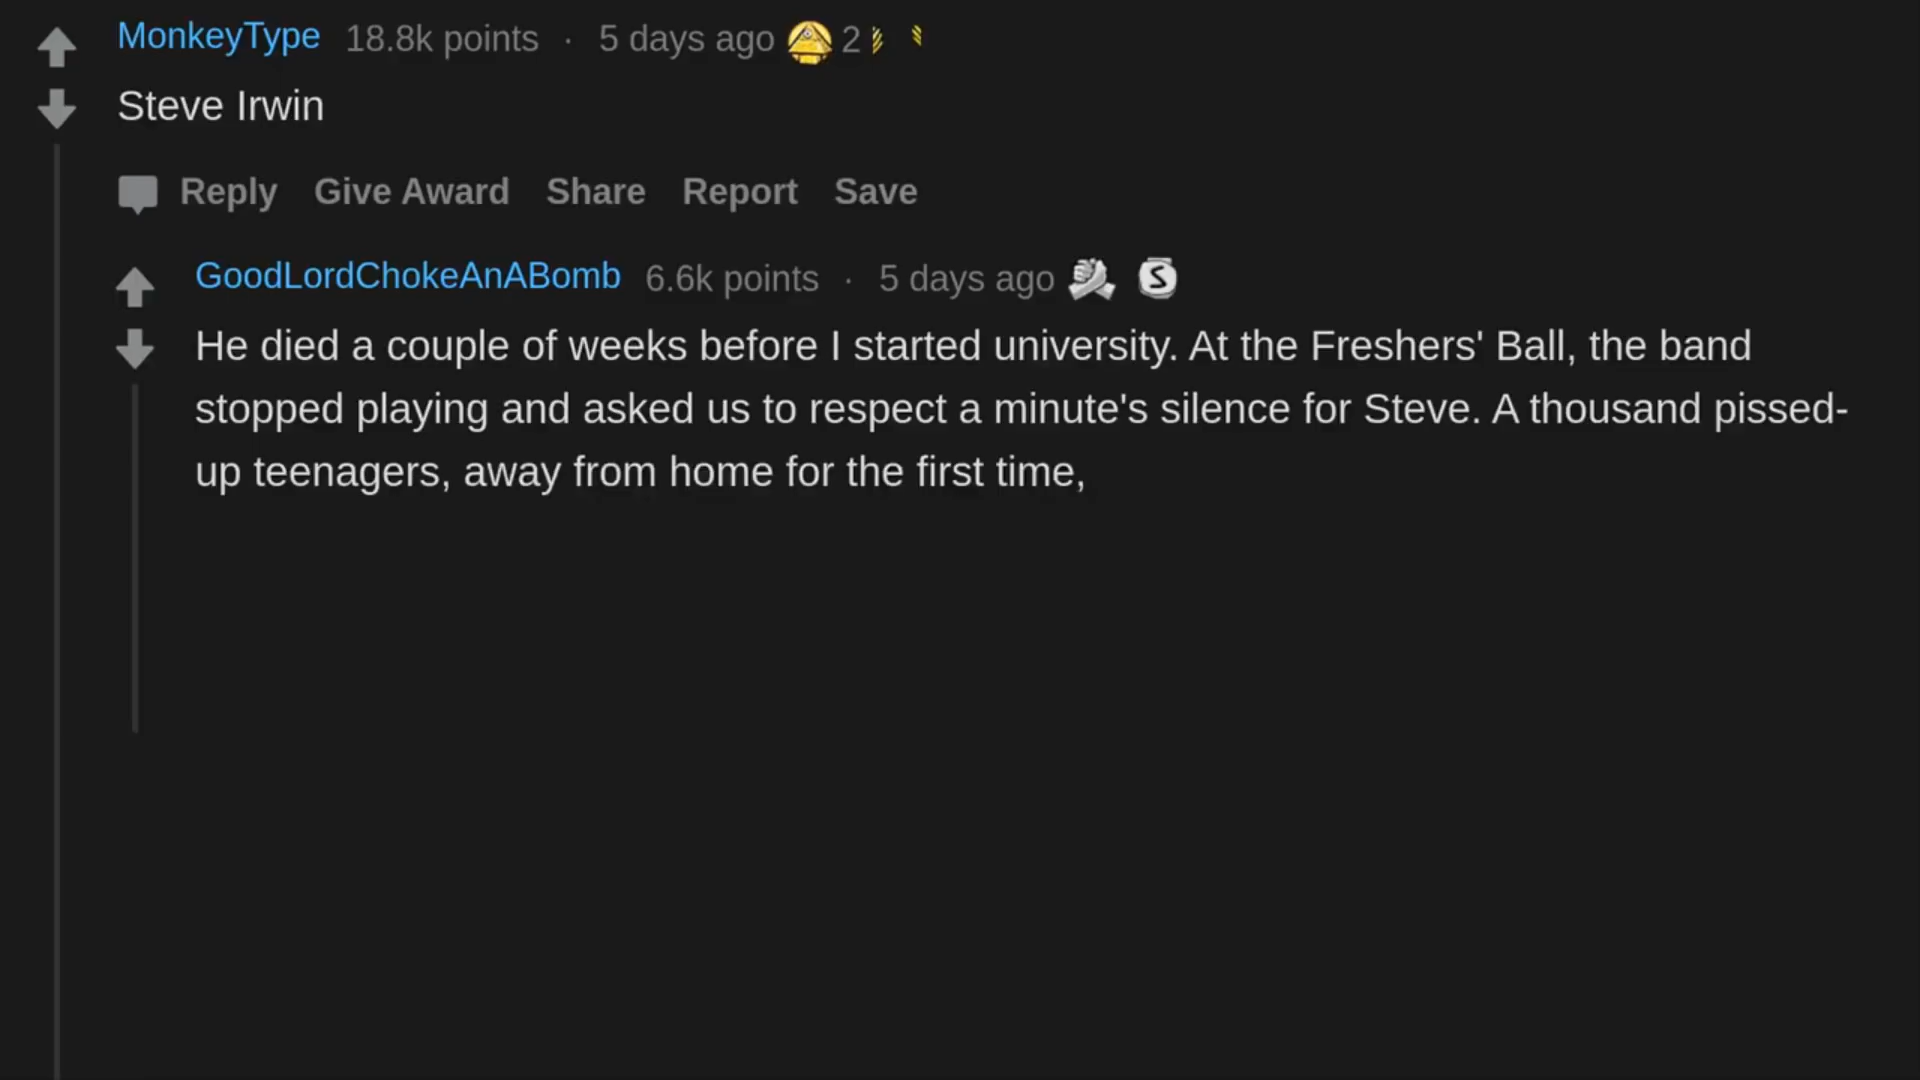 MonkeyType 18.8k points · 5 days ago 2
Steve Irwin
Reply Give Award Share Report Save
GoodLordChokeAnABomb 6.6k points · 5 days ago S
He died a couple of weeks before I started university. At the Freshers' Ball, the band
stopped playing and asked us to respect a minute's silence for Steve. A thousand pissed-
up teenagers, away from home for the first time,